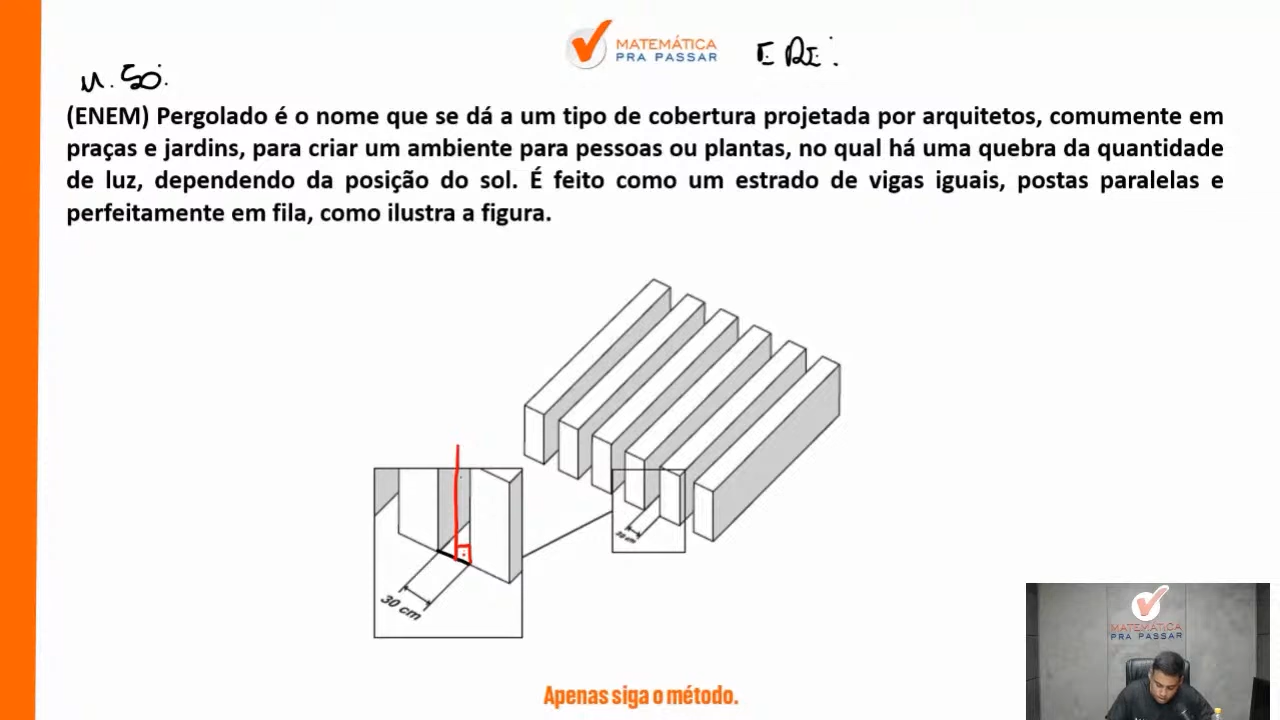 MATEMÁTICA
PRA PASSAR
(ENEM) Pergolado é o nome que se dá a um tipo de cobertura projetada por arquitetos, comumente em
praças e jardins, para criar um ambiente para pessoas ou plantas, no qual há uma quebra da quantidade
de luz, dependendo da posição do sol. É feito como um estrado de vigas iguais, postas paralelas e
perfeitamente em fila, como ilustra a figura.
30 cm
30 cm
MATEMÁTICA
PRA PASSAR
Apenas siga o método.